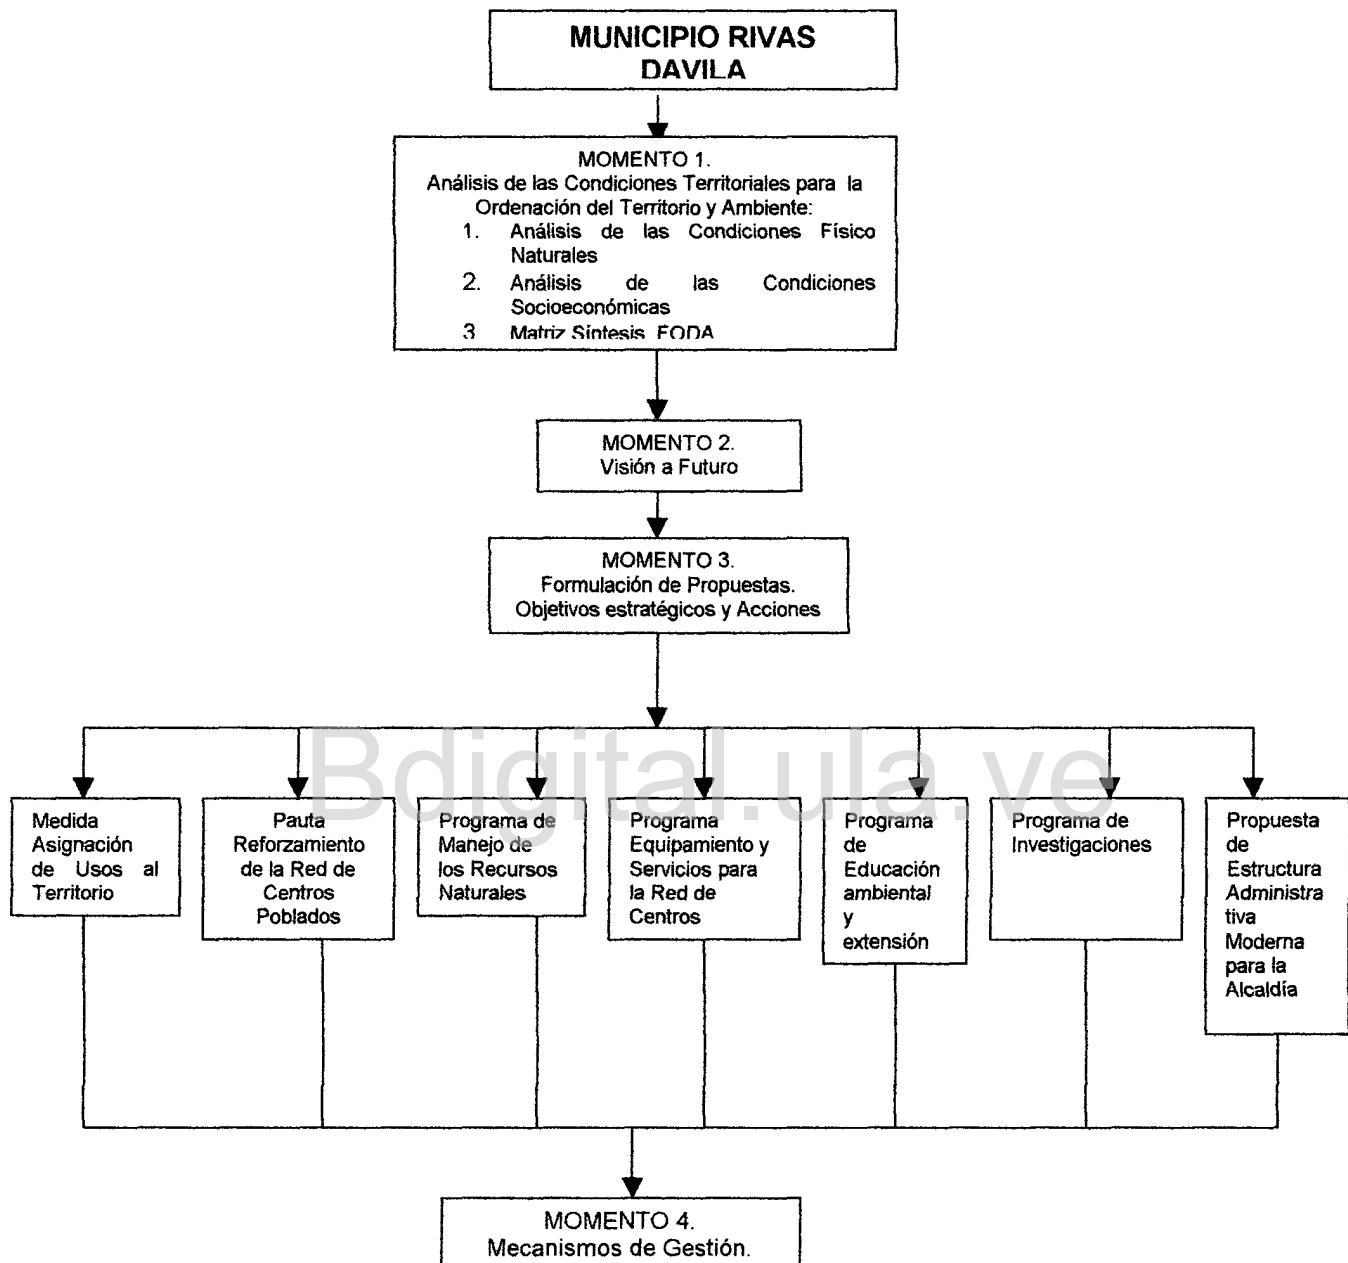 MUNICIPIO RIVAS
DAVILA
MOMENTO 1.
Análisis de las Condiciones Territoriales para la
Ordenación del Territorio y Ambiente:
1. Análisis de las Condiciones Físico
Naturales
2. Análisis de las Condiciones
Socioeconómicas
3 Matriz Síntesis FODA
MOMENTO 2.
Visión a Futuro
MOMENTO 3.
Formulación de Propuestas.
Objetivos estratégicos y Acciones
Bdigital.ula.ve
Medida
Asignación
de Usos al
Territorio
Pauta
Reforzamiento
de la Red de
Centros
Poblados
Programa de
Manejo de
los Recursos
Naturales
Programa
Equipamiento y
Servicios para
la Red de
Centros
Programa
de
Educación
ambiental
y
extensión
Programa de
Investigaciones
Propuesta
de
Estructura
Administra
tiva
Moderna
para la
Alcaldía
MOMENTO 4.
Mecanismos de Gestión.